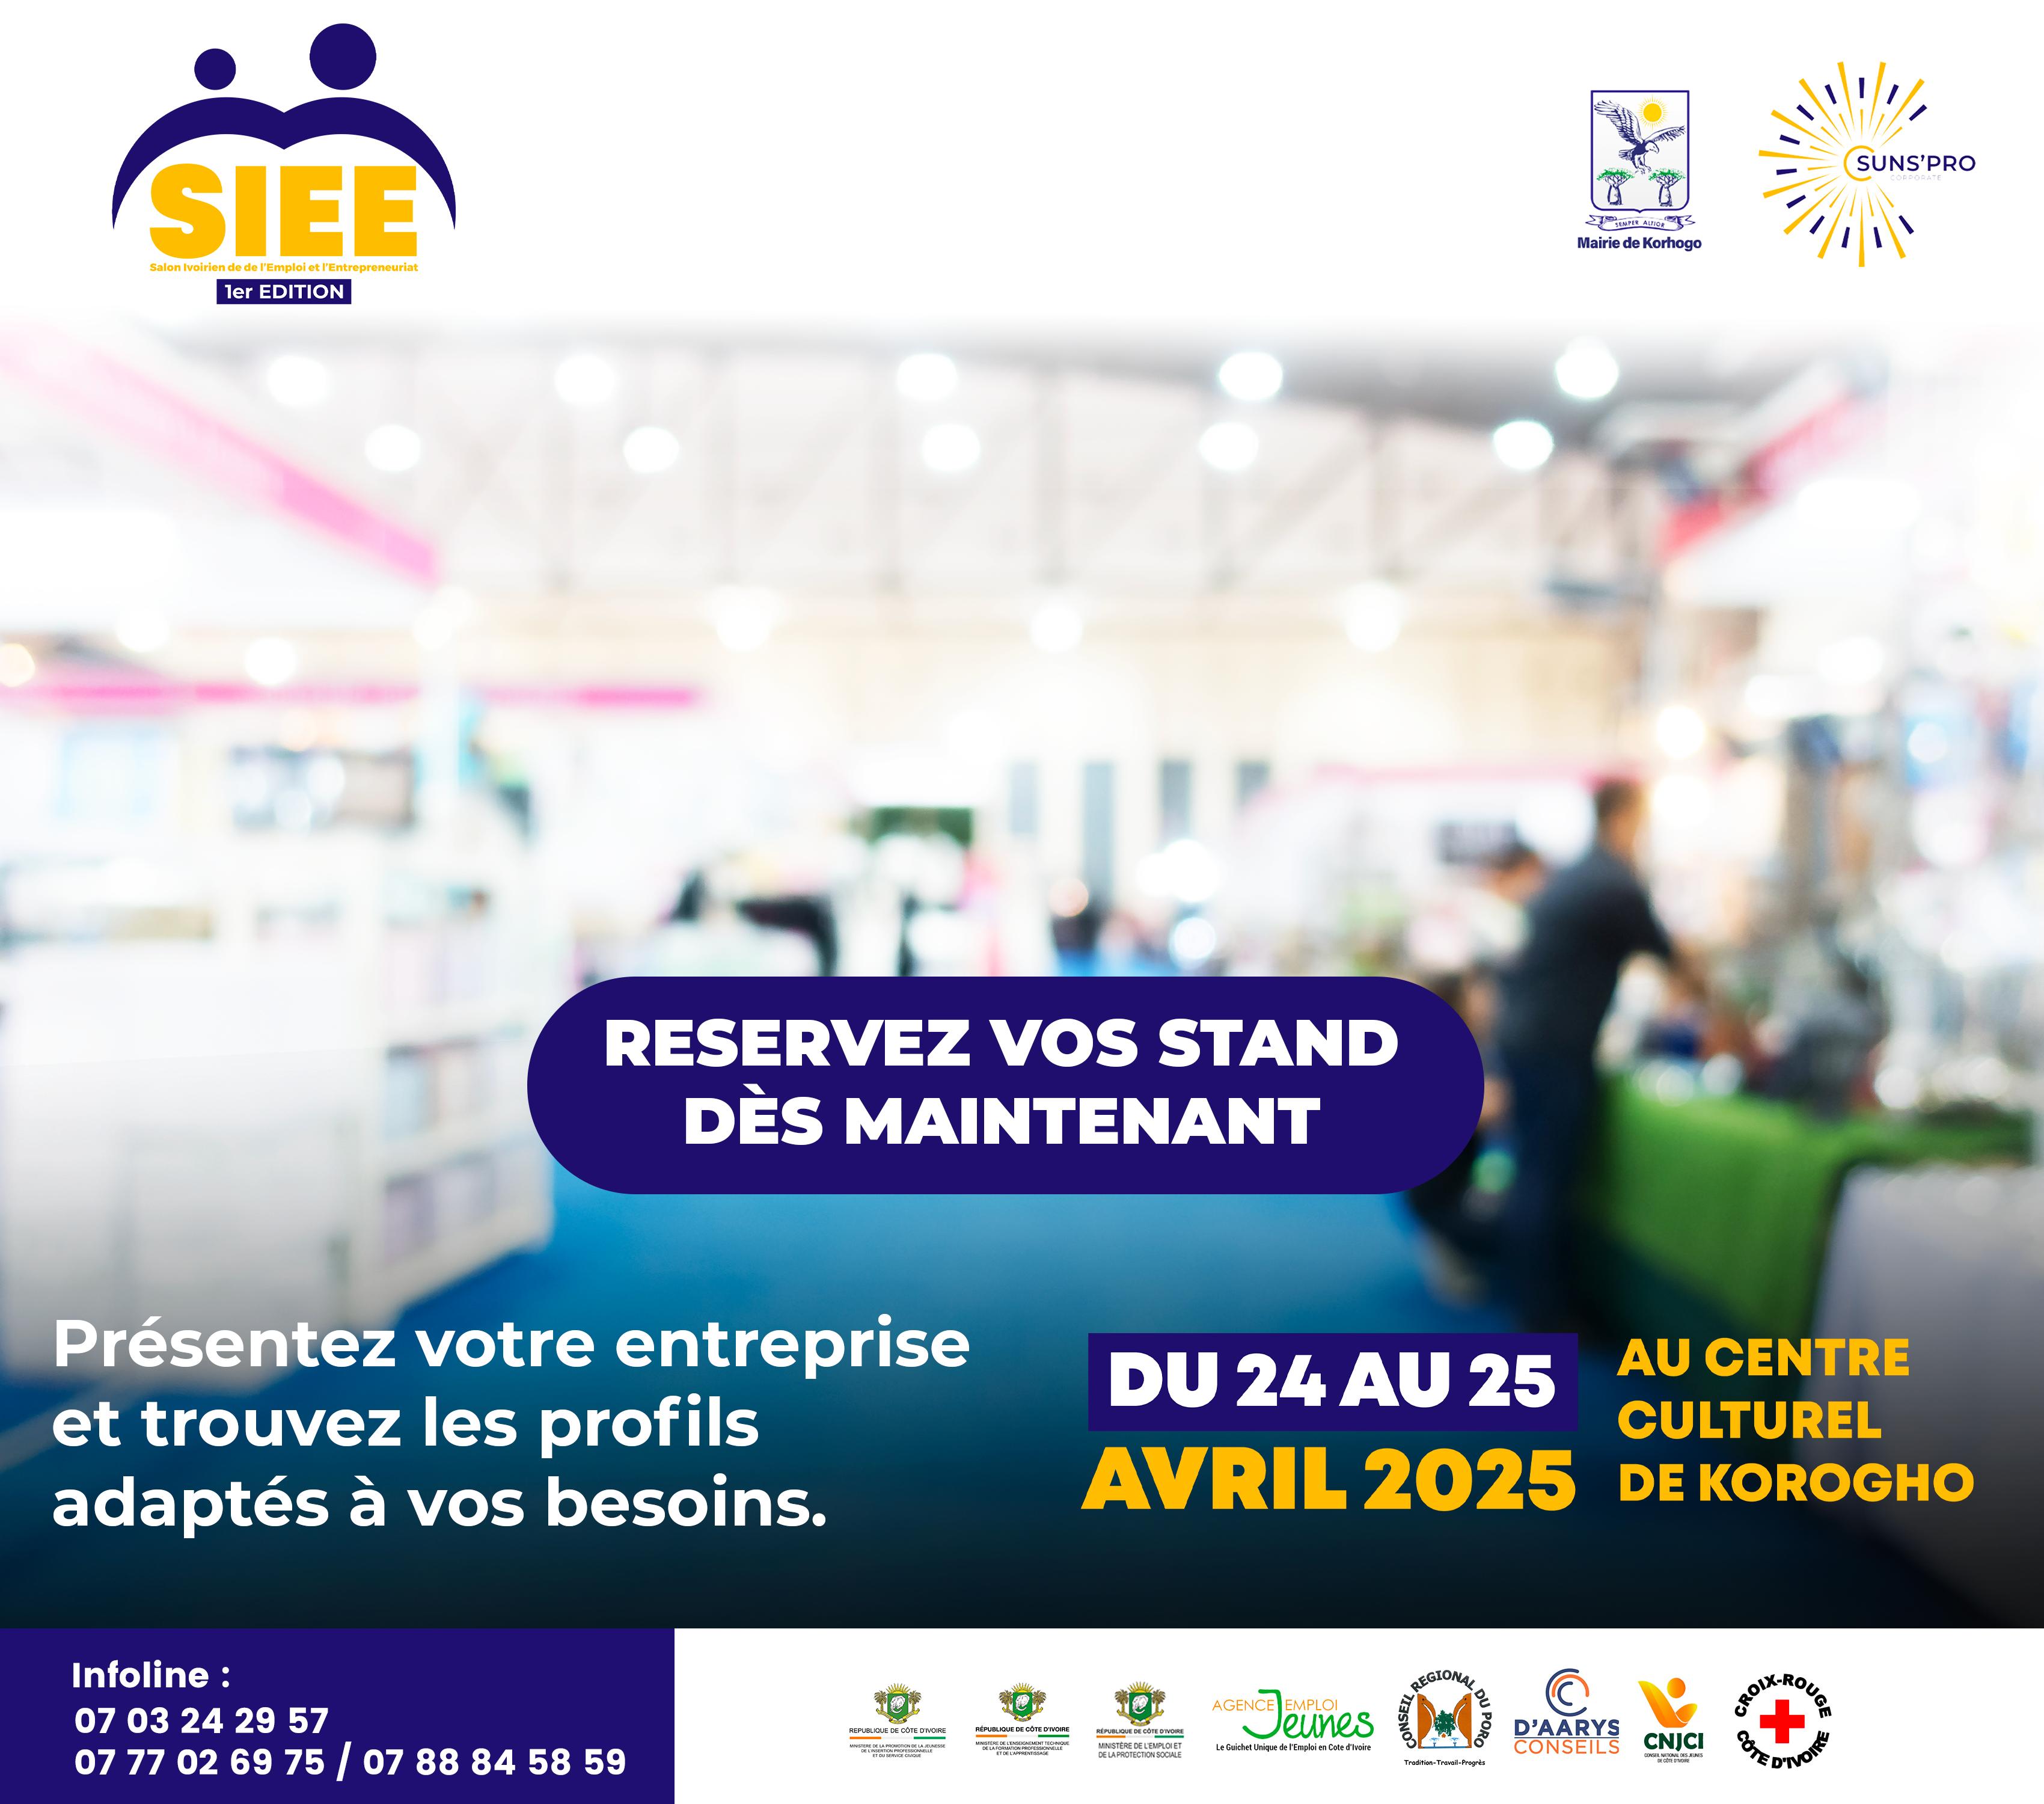 SIEE
Salon Ivoirien de de l'Emploi et l'Entrepreneuriat
1er EDITION
SEMPER ALTIOR
Mairie de Korhogo
SUNS'PRO
CORPORATE
RESERVEZ VOS STAND
DÈS MAINTENANT
Présentez votre entreprise
et trouvez les profils
adaptés à vos besoins.
DU 24 AU 25
AVRIL 2025
AU CENTRE
CULTUREL
DE KOROGHO
Infoline :
07 03 24 29 57
07 77 02 69 75 / 07 88 84 58 59
REPUBLIQUE DE CÔTE D'IVOIRE
MINISTÈRE DE LA PROMOTION DE LA JEUNESSE
DE L'INSERTION PROFESSIONNELLE
ET DU SERVICE CIVIQUE
RÉPUBLIQUE DE CÔTE D'IVOIRE
MINISTÈRE DE L'ENSEIGNEMENT TECHNIQUE
DE LA FORMATION PROFESSIONNELLE
ET DE L'APPRENTISSAGE
RÉPUBLIQUE DE CÔTE D'IVOIRE
MINISTÈRE DE L'EMPLOI ET
DE LA PROTECTION SOCIALE
AGENCE EMPLOI
Jeunes
Le Guichet Unique de l'Emploi en Cote d'Ivoire
CONSEIL REGIONAL DU PORO
Tradition-Travail-Progrès
D'AARYS
CONSEILS
CNJCI
CONSEIL NATIONAL DES JEUNES
DE CÔTE D'IVOIRE
CROIX-ROUGE
CÔTE D'IVOIRE